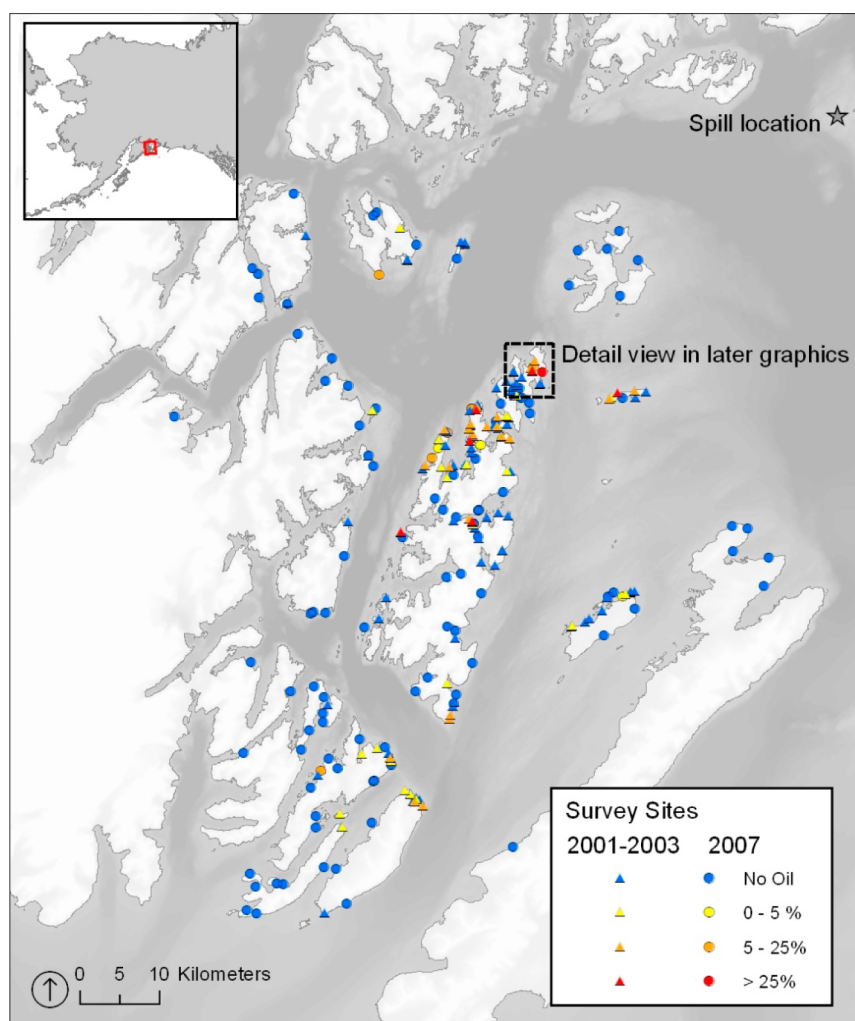 Spill location
Detail view in later graphics
Survey Sites
2001-2003 2007
No Oil
0 - 5 %
5 - 25%
> 25%
0 5 10 Kilometers